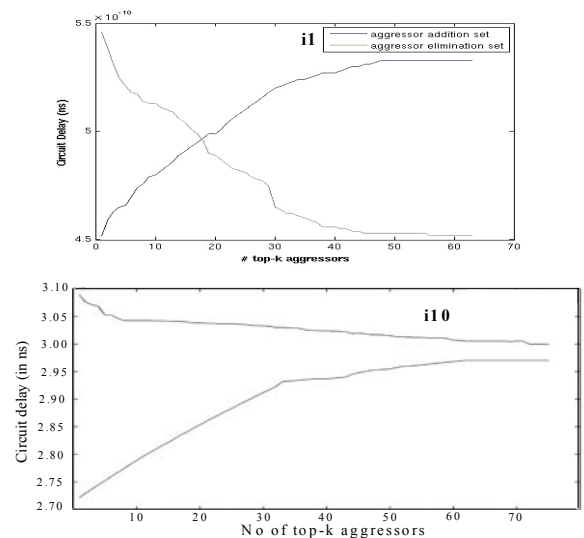 5.5 × 10⁻¹⁰
i1
aggressor addition set
aggressor elimination set
Circuit Delay (ns)
5
4.5
0 10 20 30 40 50 60 70
# top-k aggressors
3.10
i10
3.05
3.00
2.95
2.90
2.85
2.80
2.75
2.70
Circuit delay (in ns)
10 20 30 40 50 60 70
No of top-k aggressors